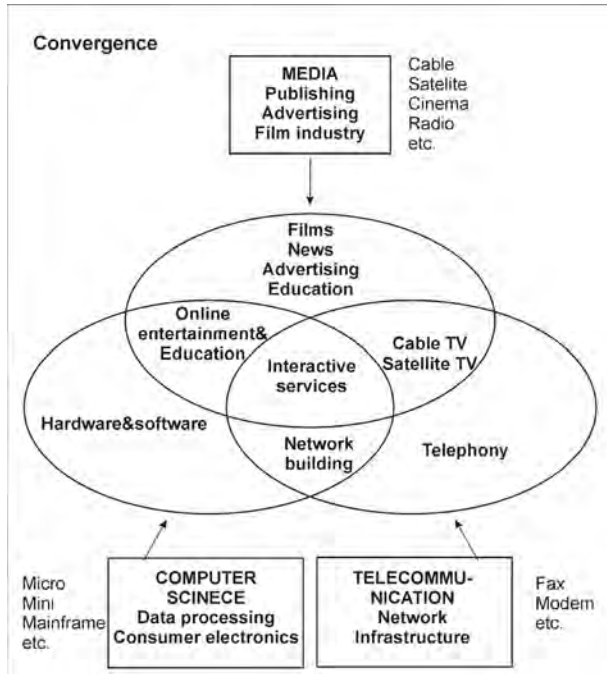 Convergence
MEDIA
Publishing
Advertising
Film industry
Cable
Satelite
Cinema
Radio
etc.
Films
News
Advertising
Education
Online
entertainment&
Education
Cable TV
Satellite TV
Interactive
services
Hardware&software
Network
building
Telephony
Micro
Mini
Mainframe
etc.
COMPUTER
SCINECE
Data processing
Consumer electronics
TELECOMMU-
NICATION
Network
Infrastructure
Fax
Modem
etc.